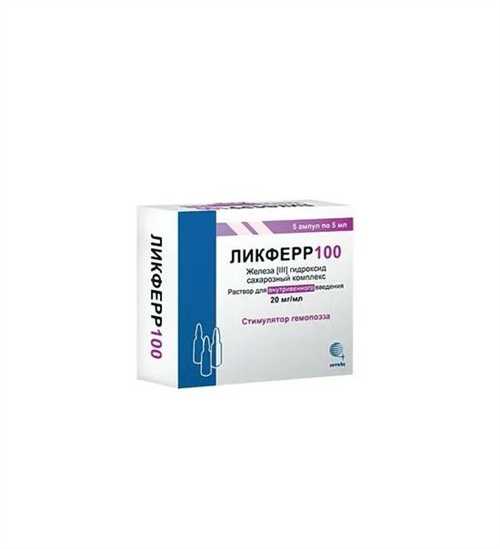 5 ампул по 5 мл
ЛИКФЕРР100
Железа [III] гидроксид
сахарозный комплекс
Раствор для внутривенного введения
20 мг/мл
Стимулятор гемопоэза
ЛИКФЕРР100